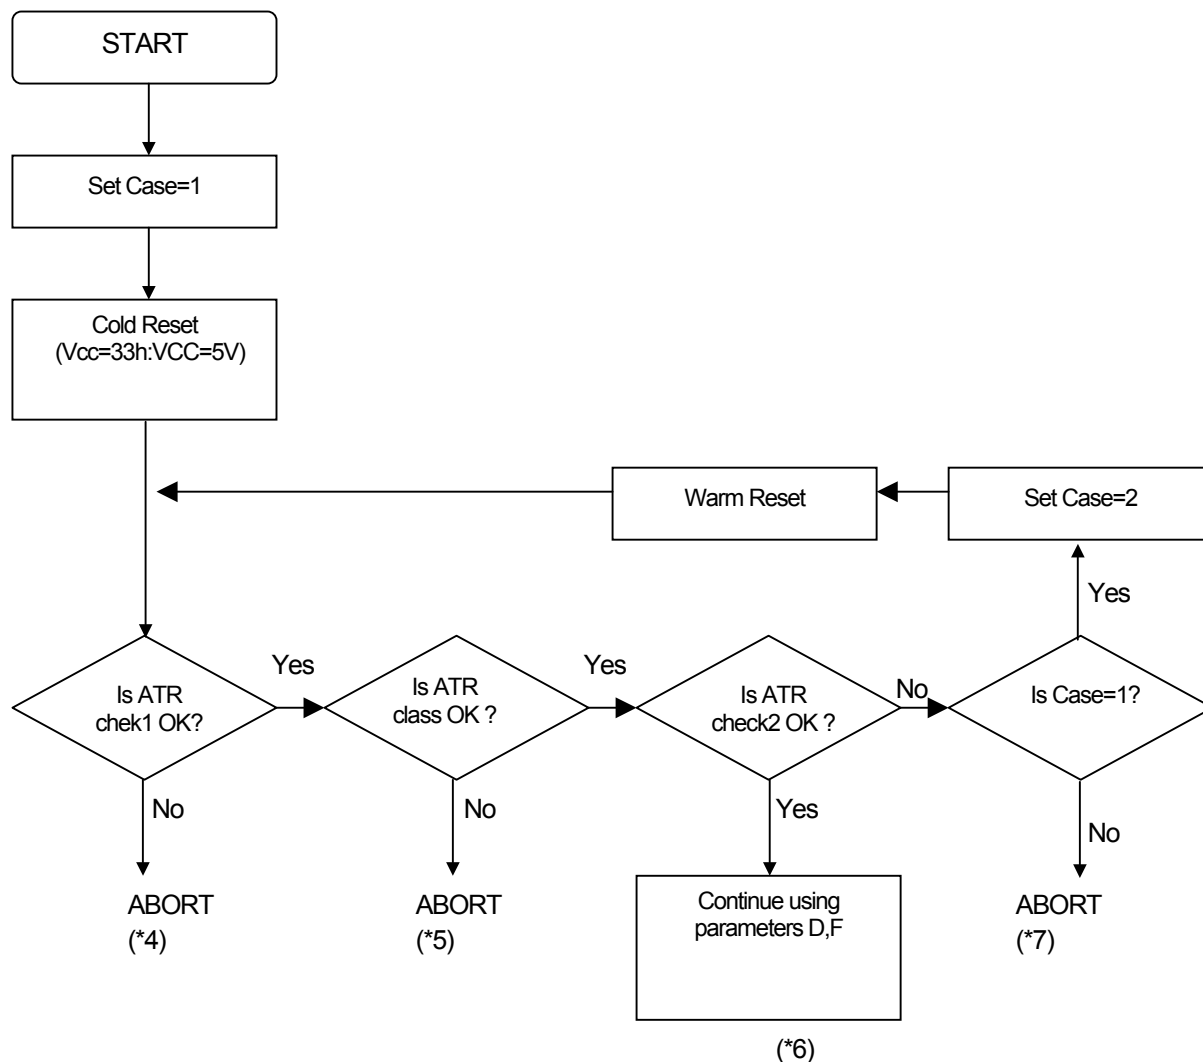 START
Set Case=1
Cold Reset
(Vcc=33h:VCC=5V)
Warm Reset
Set Case=2
Yes
Is ATR
chek1 OK?
Yes
Is ATR
class OK ?
Yes
Is ATR
check2 OK ?
No
Is Case=1?
No
ABORT
(*4)
No
ABORT
(*5)
Yes
Continue using
parameters D,F
(*6)
No
ABORT
(*7)